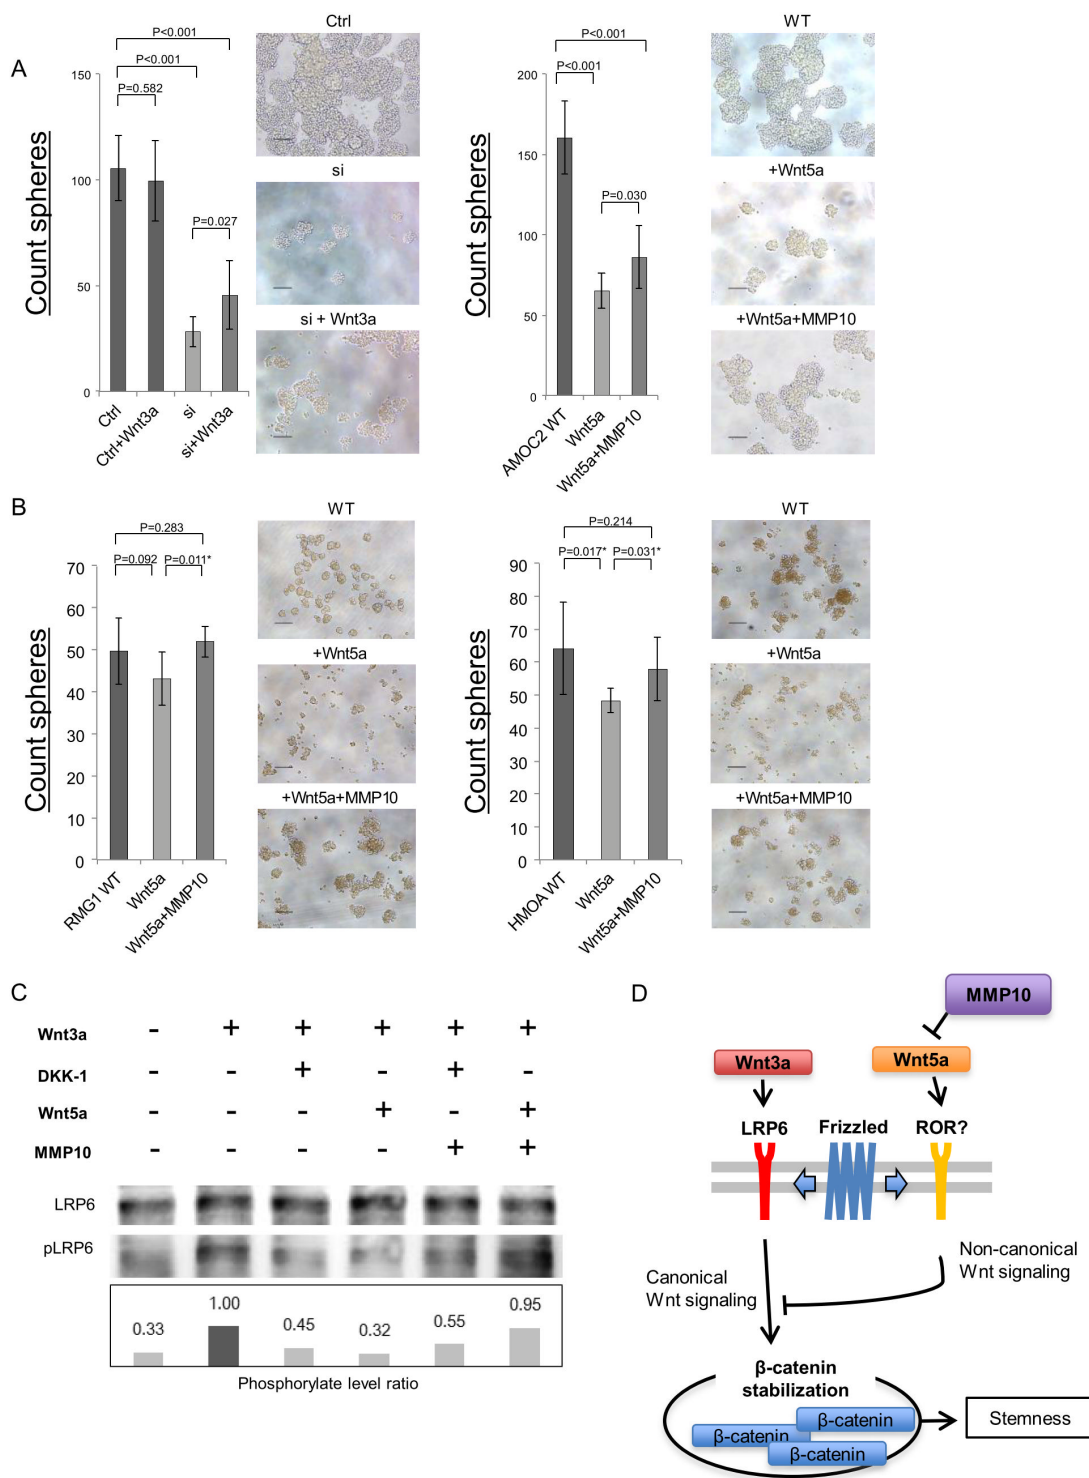 A
Ctrl
P<0.001
P<0.001
P=0.582
P=0.027
Count spheres
150
100
50
0
Ctrl
Ctrl+Wnt3a
si
si+Wnt3a
si
si + Wnt3a
WT
P<0.001
P<0.001
P=0.030
Count spheres
200
150
100
50
0
AMOC2 WT
Wnt5a
Wnt5a+MMP10
+Wnt5a
+Wnt5a+MMP10
B
WT
P=0.283
P=0.092
P=0.011*
Count spheres
70
60
50
40
30
20
10
0
RMG1 WT
Wnt5a
Wnt5a+MMP10
+Wnt5a
+Wnt5a+MMP10
WT
P=0.214
P=0.017*
P=0.031*
Count spheres
90
80
70
60
50
40
30
20
10
0
HMOA WT
Wnt5a
Wnt5a+MMP10
+Wnt5a
+Wnt5a+MMP10
C
Wnt3a - + + + + +
DKK-1 - - + - + -
Wnt5a - - - + - +
MMP10 - - - - + +
LRP6
pLRP6
0.33 1.00 0.45 0.32 0.55 0.95
Phosphorylate level ratio
D
MMP10
Wnt3a
Wnt5a
LRP6
Frizzled
ROR?
Canonical
Wnt signaling
Non-canonical
Wnt signaling
β-catenin
stabilization
β-catenin
β-catenin
β-catenin
Stemness